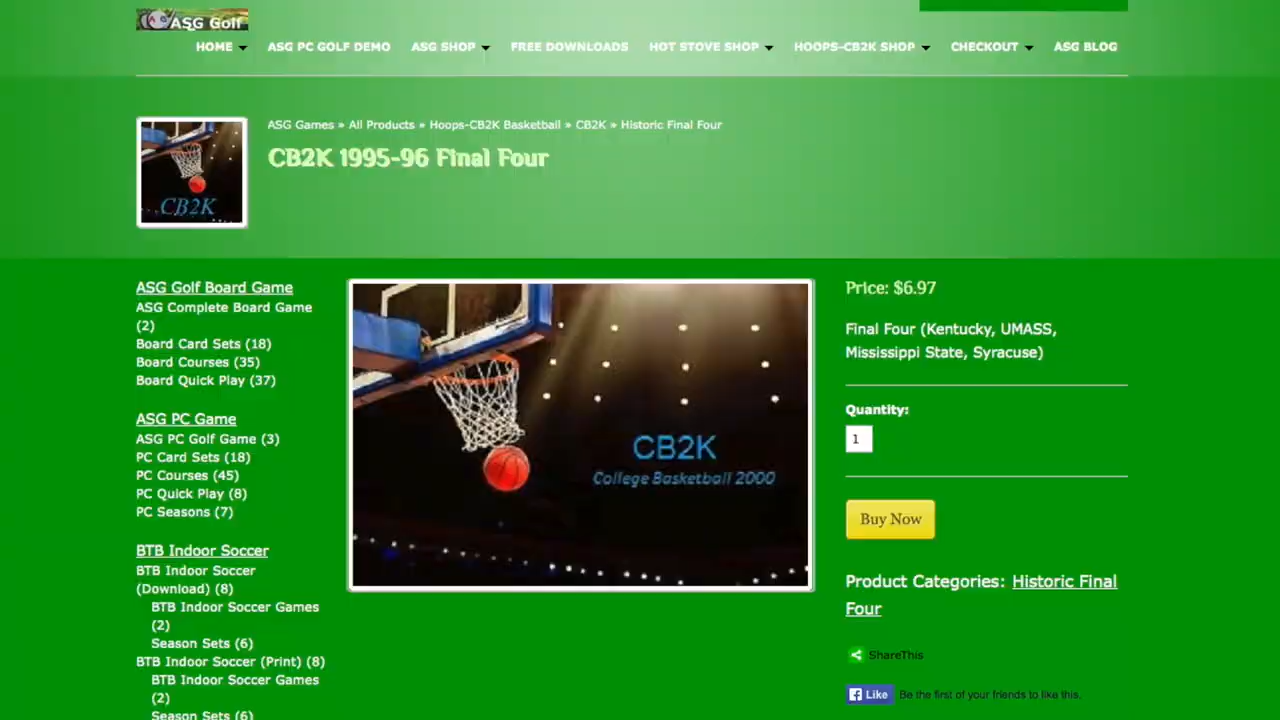 ASG Golf
HOME
ASG PC GOLF DEMO
ASG SHOP
FREE DOWNLOADS
HOT STOVE SHOP
HOOPS-CB2K SHOP
CHECKOUT
ASG BLOG
CB2K
ASG Games » All Products » Hoops-CB2K Basketball » CB2K » Historic Final Four
CB2K 1995-96 Final Four
ASG Golf Board Game
ASG Complete Board Game
(2)
Board Card Sets (18)
Board Courses (35)
Board Quick Play (37)
ASG PC Game
ASG PC Golf Game (3)
PC Card Sets (18)
PC Courses (45)
PC Quick Play (8)
PC Seasons (7)
BTB Indoor Soccer
BTB Indoor Soccer
(Download) (8)
BTB Indoor Soccer Games
(2)
Season Sets (6)
BTB Indoor Soccer (Print) (8)
BTB Indoor Soccer Games
(2)
Season Sets (6)
CB2K
College Basketball 2000
Price: $6.97
Final Four (Kentucky, UMASS,
Mississippi State, Syracuse)
Quantity:
1
Buy Now
Product Categories: Historic Final
Four
ShareThis
Like
Be the first of your friends to like this.